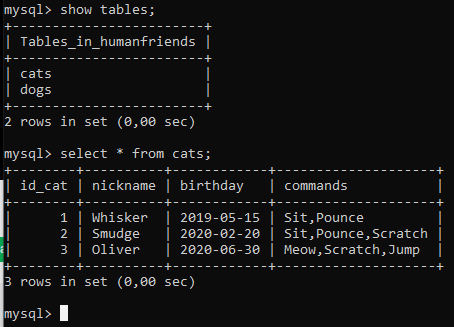 mysql> show tables;
+------------------------+
| Tables_in_humanfriends |
+------------------------+
| cats                   |
| dogs                   |
+------------------------+
2 rows in set (0,00 sec)
mysql> select * from cats;
+--------+----------+------------+--------------------+
| id_cat | nickname | birthday   | commands           |
+--------+----------+------------+--------------------+
|      1 | Whisker  | 2019-05-15 | Sit,Pounce         |
|      2 | Smudge   | 2020-02-20 | Sit,Pounce,Scratch |
|      3 | Oliver   | 2020-06-30 | Meow,Scratch,Jump  |
+--------+----------+------------+--------------------+
3 rows in set (0,00 sec)
mysql>